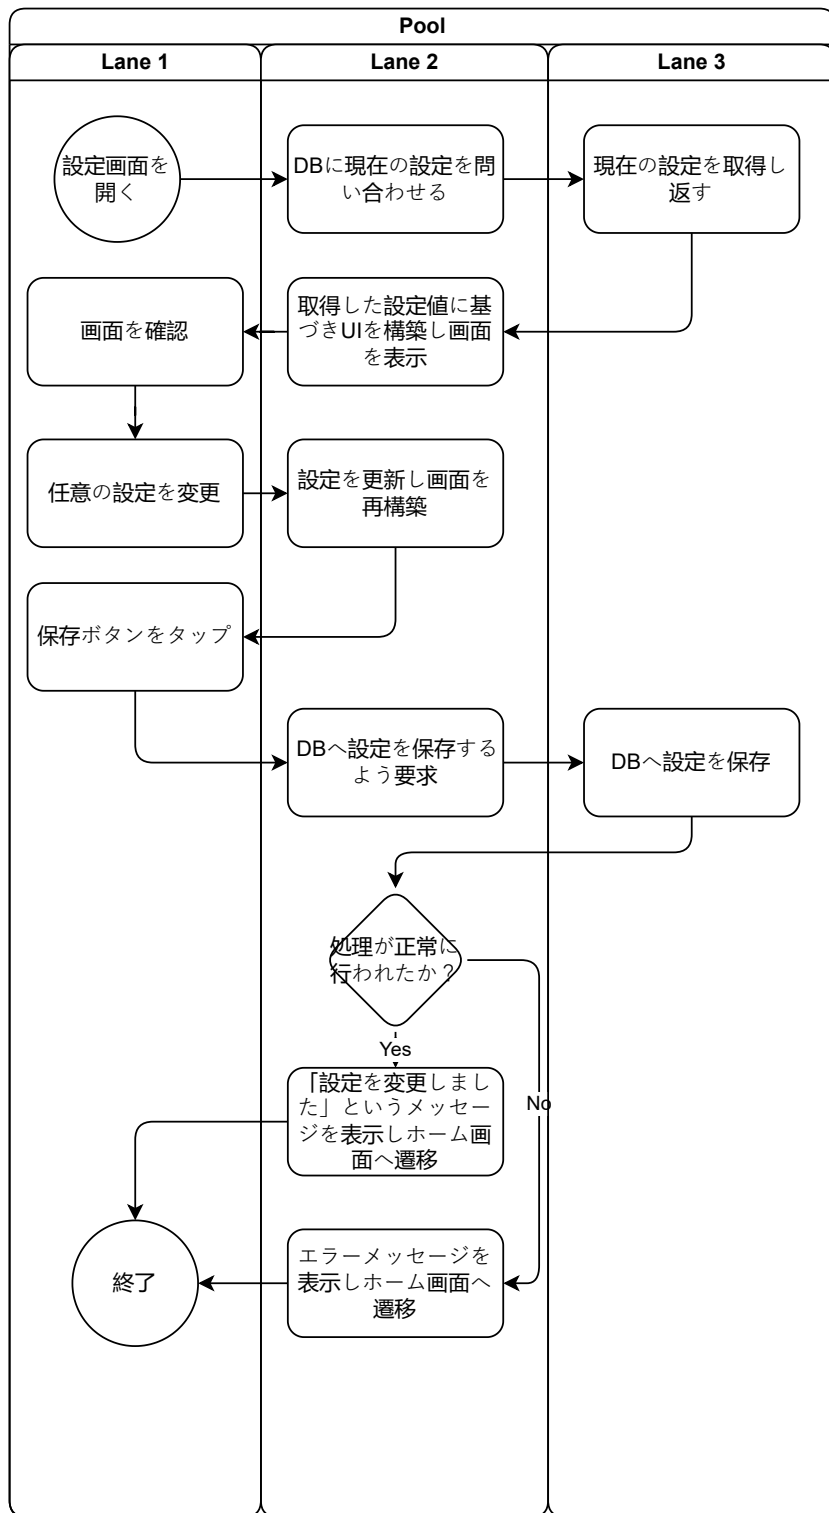 Pool
Lane 1
Lane 2
Lane 3
設定画面を
開く
DBに現在の設定を問
い合わせる
現在の設定を取得し
返す
画面を確認
取得した設定値に基
づきUIを構築し画面
を表示
任意の設定を変更
設定を更新し画面を
再構築
保存ボタンをタップ
DBへ設定を保存する
よう要求
DBへ設定を保存
処理が正常に
行われたか？
Yes
No
「設定を変更しまし
た」というメッセー
ジを表示しホーム画
面へ遷移
終了
エラーメッセージを
表示しホーム画面へ
遷移